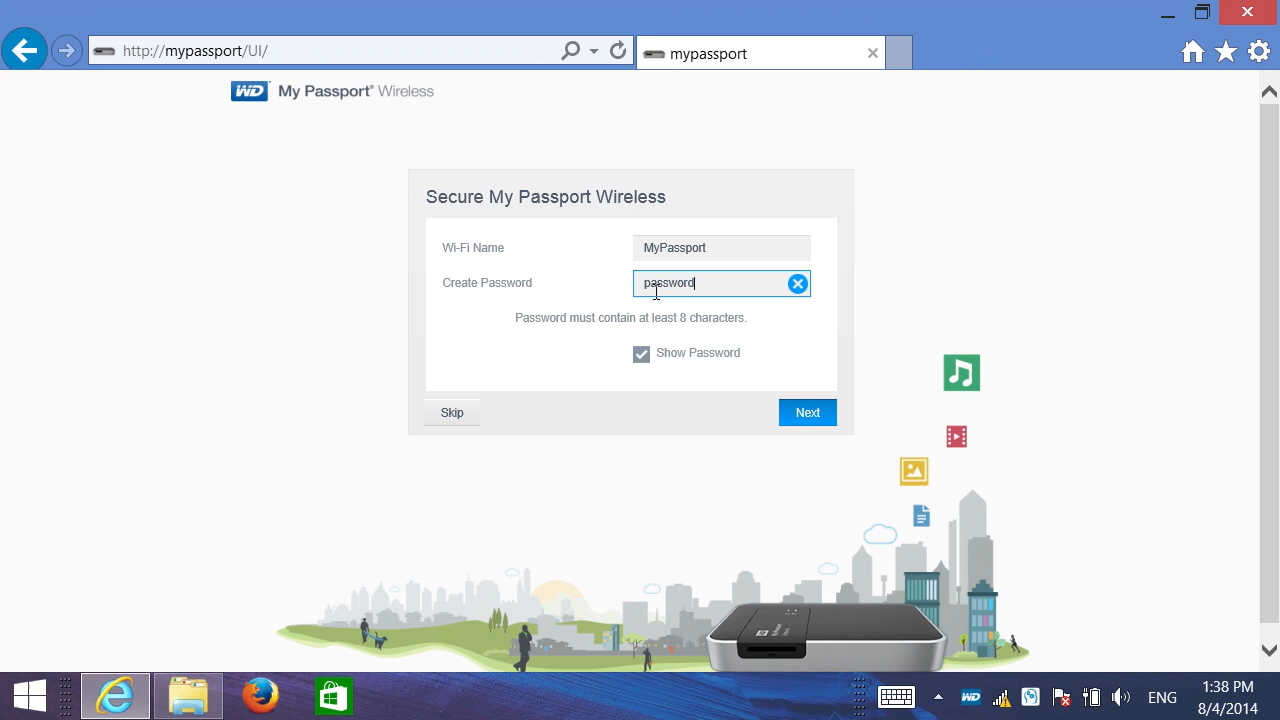 http://mypassport/UI/
mypassport
WD My Passport® Wireless
Secure My Passport Wireless
Wi-Fi Name
MyPassport
Create Password
password
Password must contain at least 8 characters.
Show Password
Skip
Next
WD
ENG
1:38 PM
8/4/2014